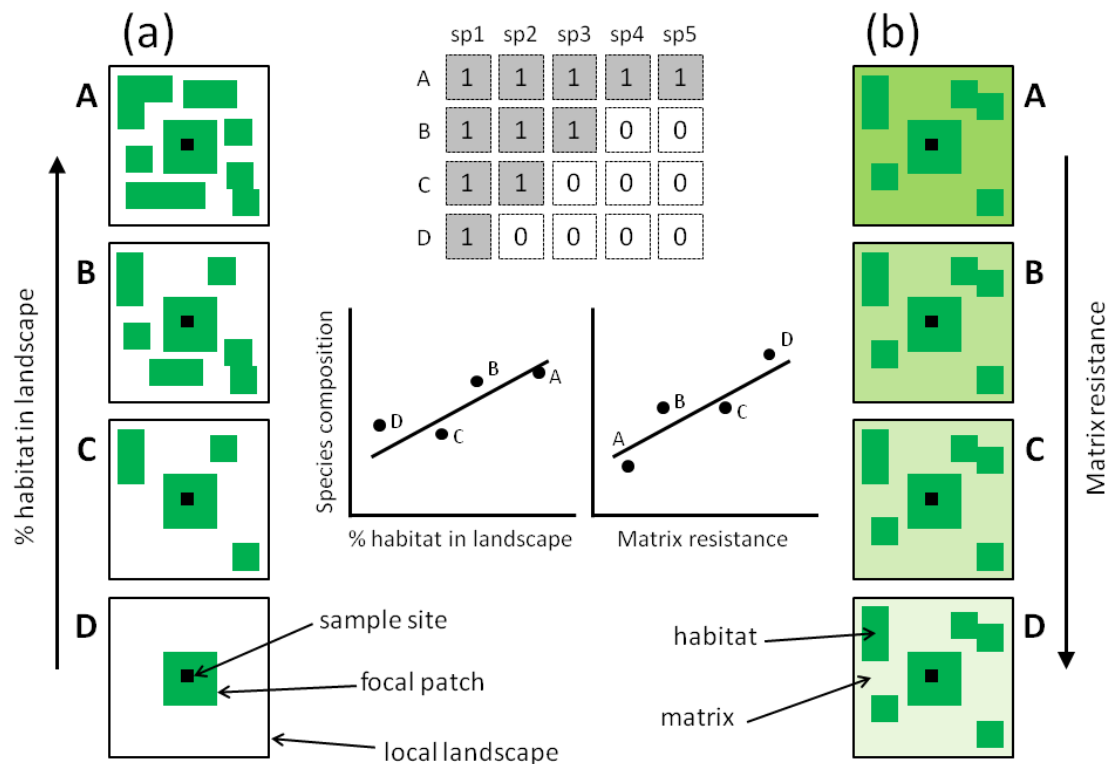 (a)
A
B
C
D
% habitat in landscape
sp1 sp2 sp3 sp4 sp5
A 1 1 1 1 1
B 1 1 1 0 0
C 1 1 0 0 0
D 1 0 0 0 0
Species composition
D
C
B
A
% habitat in landscape
A
B
C
D
Matrix resistance
sample site
focal patch
local landscape
(b)
A
B
C
D
Matrix resistance
habitat
matrix